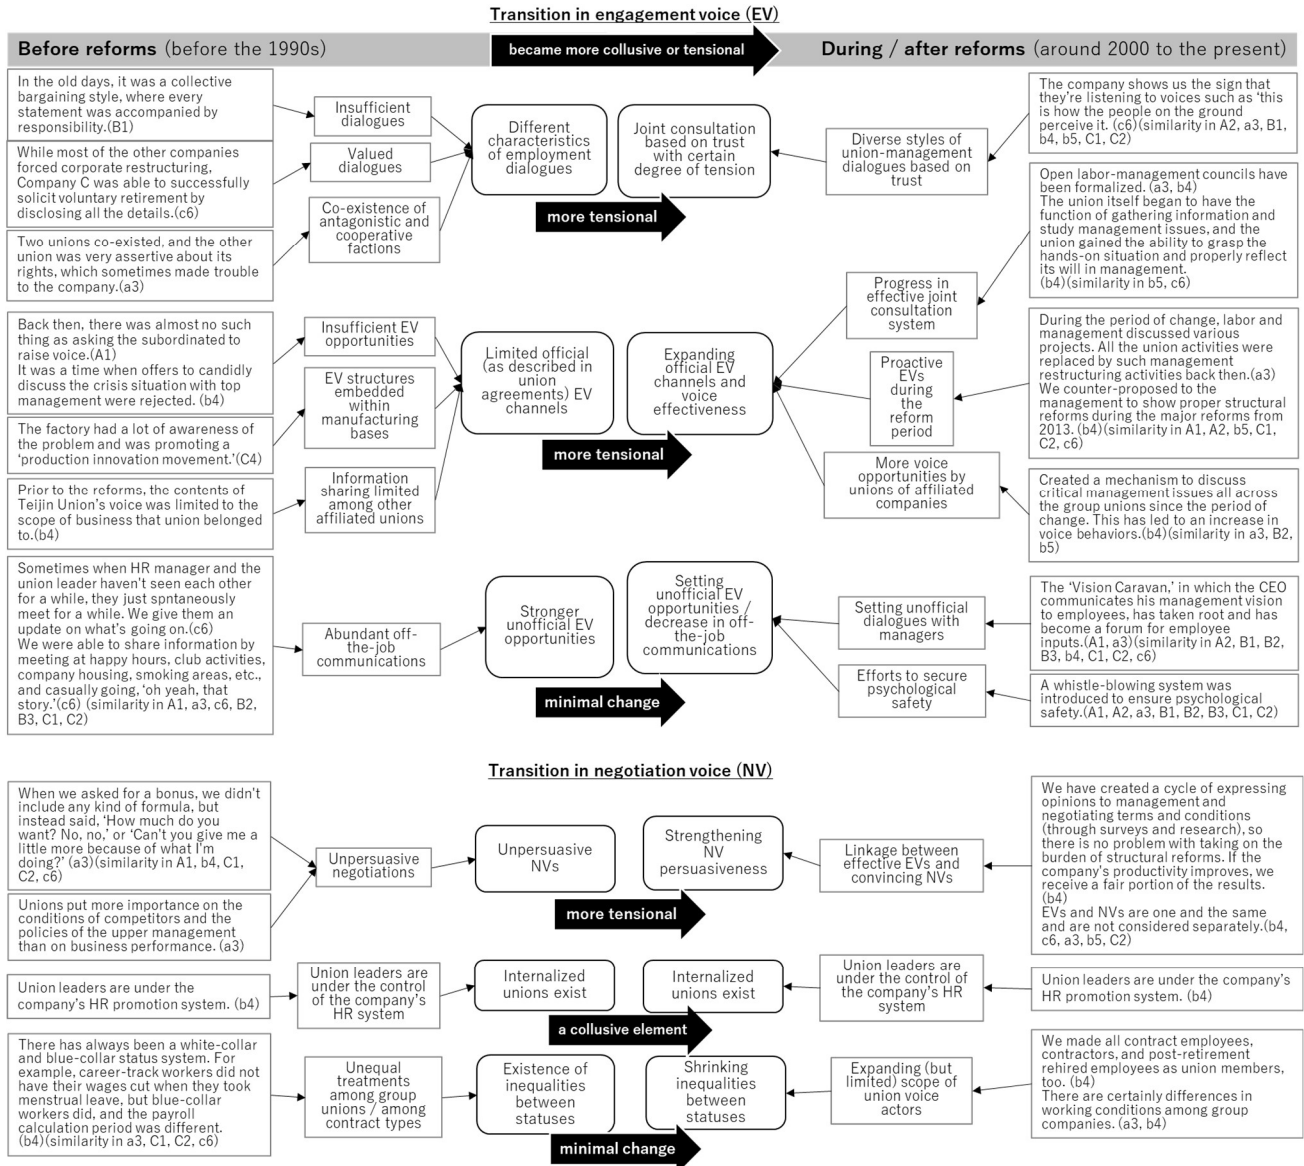 Transition in engagement voice (EV)
Before reforms (before the 1990s)
became more collusive or tensional
During / after reforms (around 2000 to the present)
In the old days, it was a collective
bargaining style, where every
statement was accompanied by
responsibility.(B1)
While most of the other companies
forced corporate restructuring,
Company C was able to successfully
solicit voluntary retirement by
disclosing all the details.(c6)
Two unions co-existed, and the other
union was very assertive about its
rights, which sometimes made trouble
to the company.(a3)
Insufficient
dialogues
Valued
dialogues
Co-existence of
antagonistic and
cooperative
factions
Different
characteristics
of employment
dialogues
Joint consultation
based on trust
with certain
degree of tension
more tensional
Diverse styles of
union-management
dialogues based on
trust
The company shows us the sign that
they're listening to voices such as ‘this
is how the people on the ground
perceive it. (c6)(similarity in A2, a3, B1,
b4, b5, C1, C2)
Open labor-management councils have
been formalized. (a3, b4)
The union itself began to have the
function of gathering information and
study management issues, and the
union gained the ability to grasp the
hands-on situation and properly reflect
its will in management.
(b4)(similarity in b5, c6)
Back then, there was almost no such
thing as asking the subordinated to
raise voice.(A1)
It was a time when offers to candidly
discuss the crisis situation with top
management were rejected. (b4)
The factory had a lot of awareness of
the problem and was promoting a
‘production innovation movement.’(C4)
Prior to the reforms, the contents of
Teijin Union's voice was limited to the
scope of business that union belonged
to.(b4)
Insufficient EV
opportunities
EV structures
embedded
within
manufacturing
bases
Information
sharing limited
among other
affiliated unions
Limited official
(as described in
union
agreements) EV
channels
Expanding
official EV
channels and
voice
effectiveness
more tensional
Progress in
effective joint
consultation
system
Proactive
EVs during
the reform
period
More voice
opportunities by
unions of affiliated
companies
During the period of change, labor and
management discussed various
projects. All the union activities were
replaced by such management
restructuring activities back then.(a3)
We counter-proposed to the
management to show proper structural
reforms during the major reforms from
2013. (b4)(similarity in A1, A2, b5, C1,
C2, c6)
Created a mechanism to discuss
critical management issues all across
the group unions since the period of
change. This has led to an increase in
voice behaviors.(b4)(similarity in a3, B2,
b5)
Sometimes when HR manager and the
union leader haven't seen each other
for a while, they just spntaneously
meet for a while. We give them an
update on what's going on.(c6)
We were able to share information by
meeting at happy hours, club activities,
company housing, smoking areas, etc.,
and casually going, ‘oh yeah, that
story.’(c6) (similarity in A1, a3, c6, B2,
B3, C1, C2)
Abundant off-
the-job
communications
Stronger
unofficial EV
opportunities
Setting
unofficial EV
opportunities /
decrease in off-
the-job
communications
minimal change
Setting unofficial
dialogues with
managers
Efforts to secure
psychological
safety
The ‘Vision Caravan,’ in which the CEO
communicates his management vision
to employees, has taken root and has
become a forum for employee
inputs.(A1, a3)(similarity in A2, B1, B2,
B3, b4, C1, C2, c6)
A whistle-blowing system was
introduced to ensure psychological
safety.(A1, A2, a3, B1, B2, B3, C1, C2)
Transition in negotiation voice (NV)
When we asked for a bonus, we didn't
include any kind of formula, but
instead said, ‘How much do you
want? No, no,’ or ‘Can't you give me a
little more because of what I'm
doing?’ (a3)(similarity in A1, b4, C1,
C2, c6)
Unions put more importance on the
conditions of competitors and the
policies of the upper management
than on business performance. (a3)
Unpersuasive
negotiations
Unpersuasive
NVs
Strengthening
NV
persuasiveness
more tensional
Linkage between
effective EVs and
convincing NVs
We have created a cycle of expressing
opinions to management and
negotiating terms and conditions
(through surveys and research), so
there is no problem with taking on the
burden of structural reforms. If the
company's productivity improves, we
receive a fair portion of the results.
(b4)
EVs and NVs are one and the same
and are not considered separately.(b4,
c6, a3, b5, C2)
Union leaders are under the
company's HR promotion system. (b4)
Union leaders are
under the control
of the company's
HR system
Internalized
unions exist
Internalized
unions exist
a collusive element
Union leaders are
under the control of
the company's HR
system
Union leaders are under the company's
HR promotion system. (b4)
There has always been a white-collar
and blue-collar status system. For
example, career-track workers did not
have their wages cut when they took
menstrual leave, but blue-collar
workers did, and the payroll
calculation period was different.
(b4)(similarity in a3, C1, C2, c6)
Unequal
treatments
among group
unions / among
contract types
Existence of
inequalities
between
statuses
Shrinking
inequalities
between
statuses
minimal change
Expanding (but
limited) scope of
union voice
actors
We made all contract employees,
contractors, and post-retirement
rehired employees as union members,
too. (b4)
There are certainly differences in
working conditions among group
companies. (a3, b4)